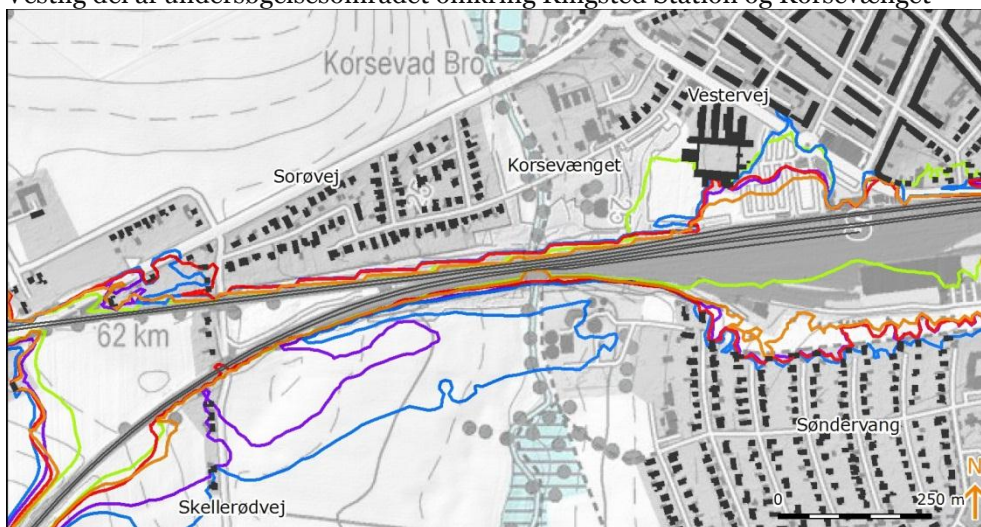 Vestlig del af undersøgelsesområdet omkring Ringsted Station og Korsevænget
Korsevad Bro
Vestervej
Korsevænget
Sorøvej
62 km
Søndervang
Skellerødvej
N
0 250 m